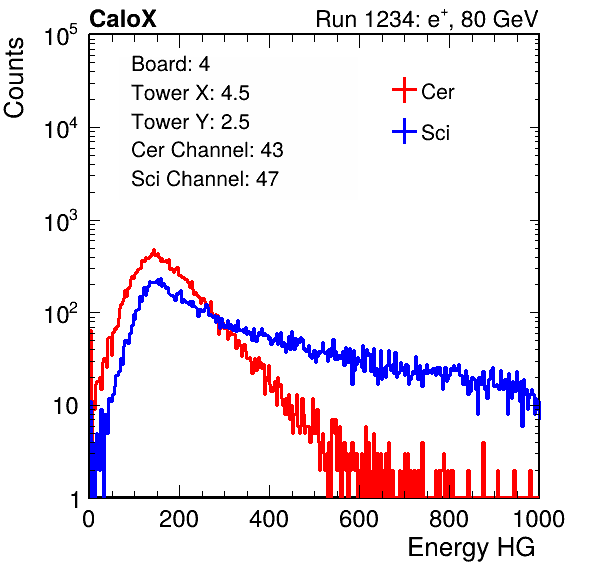 CaloX Run 1234: e⁺, 80 GeV
Counts
10⁵
10⁴
10³
10²
10
1
Board: 4
Tower X: 4.5
Tower Y: 2.5
Cer Channel: 43
Sci Channel: 47
Cer
Sci
0 200 400 600 800 1000
Energy HG